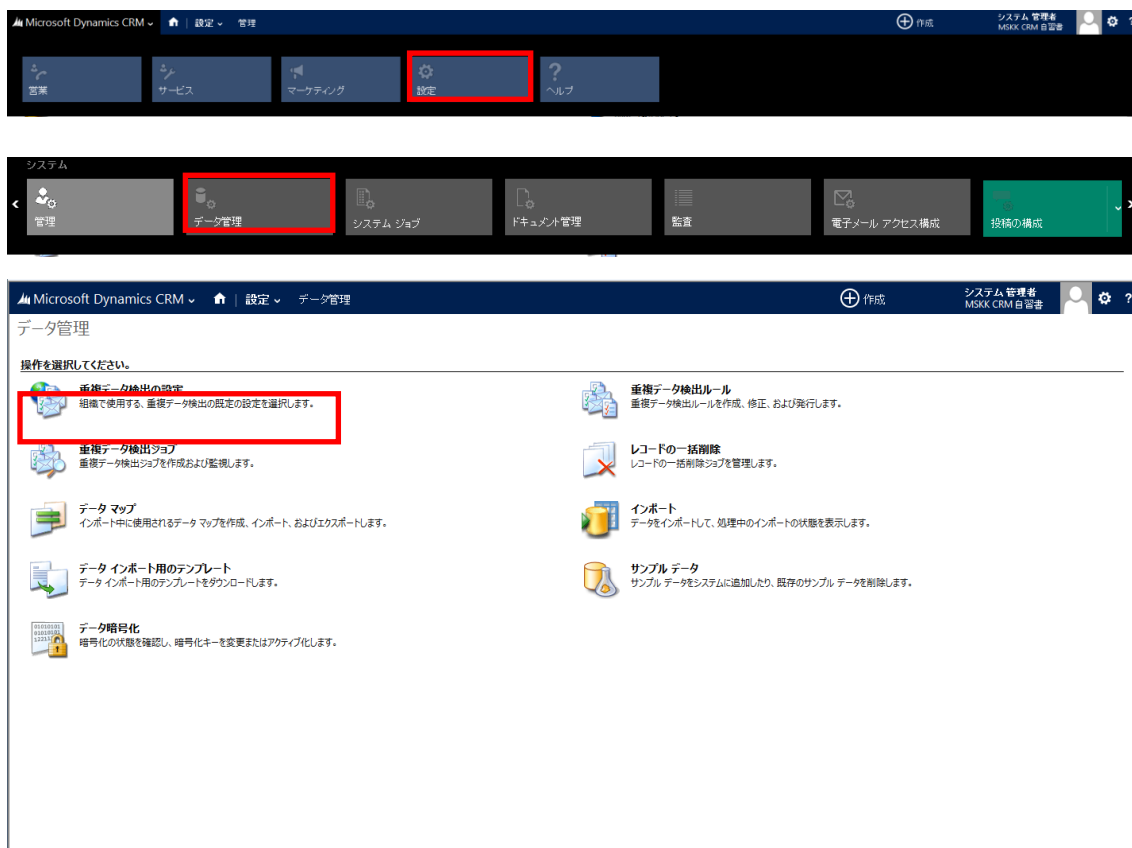 Microsoft Dynamics CRM 設定 管理 作成 システム 管理者 ?
MSKK CRM 自習書
営業 サービス マーケティング 設定 ヘルプ
システム
管理 データ管理 システム ジョブ ドキュメント管理 監査 電子メール アクセス構成 投稿の構成
Microsoft Dynamics CRM 設定 データ管理 作成 システム 管理者 ?
MSKK CRM 自習書
データ管理
操作を選択してください。
重複データ検出の設定
組織で使用する、重複データ検出の既定の設定を選択します。
重複データ検出ルール
重複データ検出ルールを作成、修正、および発行します。
重複データ検出ジョブ
重複データ検出ジョブを作成および監視します。
レコードの一括削除
レコードの一括削除ジョブを管理します。
データ マップ
インポート中に使用されるデータ マップを作成、インポート、およびエクスポートします。
インポート
データをインポートして、処理中のインポートの状態を表示します。
データ インポート用のテンプレート
データ インポート用のテンプレートをダウンロードします。
サンプル データ
サンプル データをシステムに追加したり、既存のサンプル データを削除します。
データ暗号化
暗号化の状態を確認し、暗号化キーを変更またはアクティブ化します。